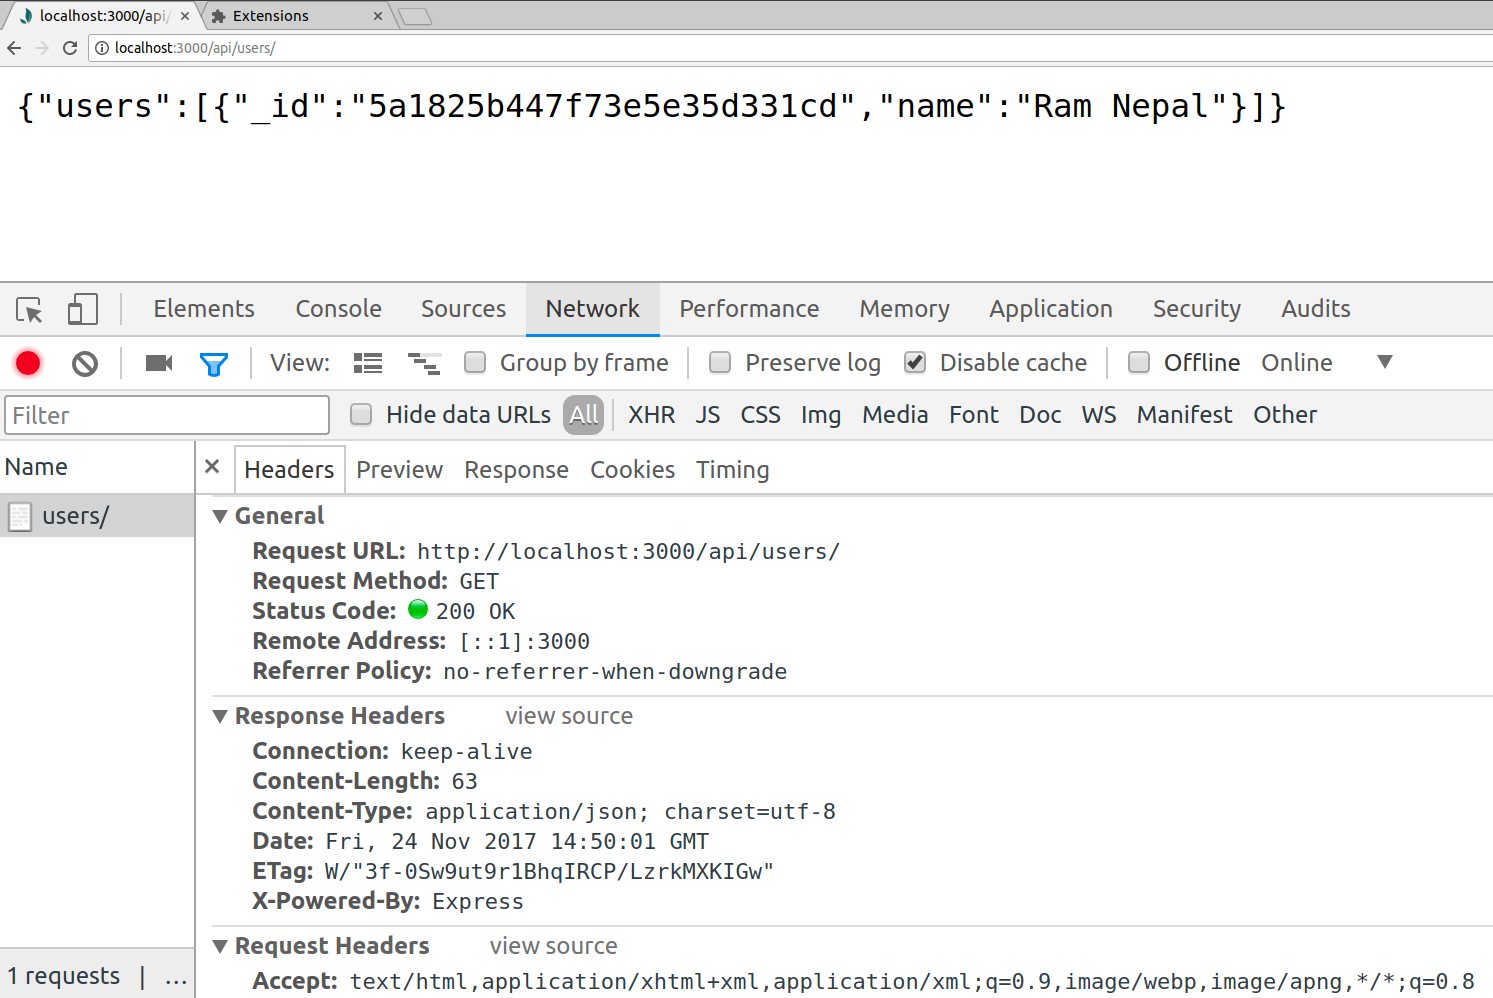 localhost:3000/api/ × Extensions ×
localhost:3000/api/users/
{"users":[{"_id":"5a1825b447f73e5e35d331cd","name":"Ram Nepal"}]}
Elements Console Sources Network Performance Memory Application Security Audits
View: Group by frame Preserve log Disable cache Offline Online
Filter Hide data URLs All XHR JS CSS Img Media Font Doc WS Manifest Other
Name × Headers Preview Response Cookies Timing
users/
General
Request URL: http://localhost:3000/api/users/
Request Method: GET
Status Code: 200 OK
Remote Address: [::1]:3000
Referrer Policy: no-referrer-when-downgrade
Response Headers view source
Connection: keep-alive
Content-Length: 63
Content-Type: application/json; charset=utf-8
Date: Fri, 24 Nov 2017 14:50:01 GMT
ETag: W/"3f-0Sw9ut9r1BhqIRCP/LzrkMXKIGw"
X-Powered-By: Express
Request Headers view source
1 requests | ...
Accept: text/html,application/xhtml+xml,application/xml;q=0.9,image/webp,image/apng,*/*;q=0.8